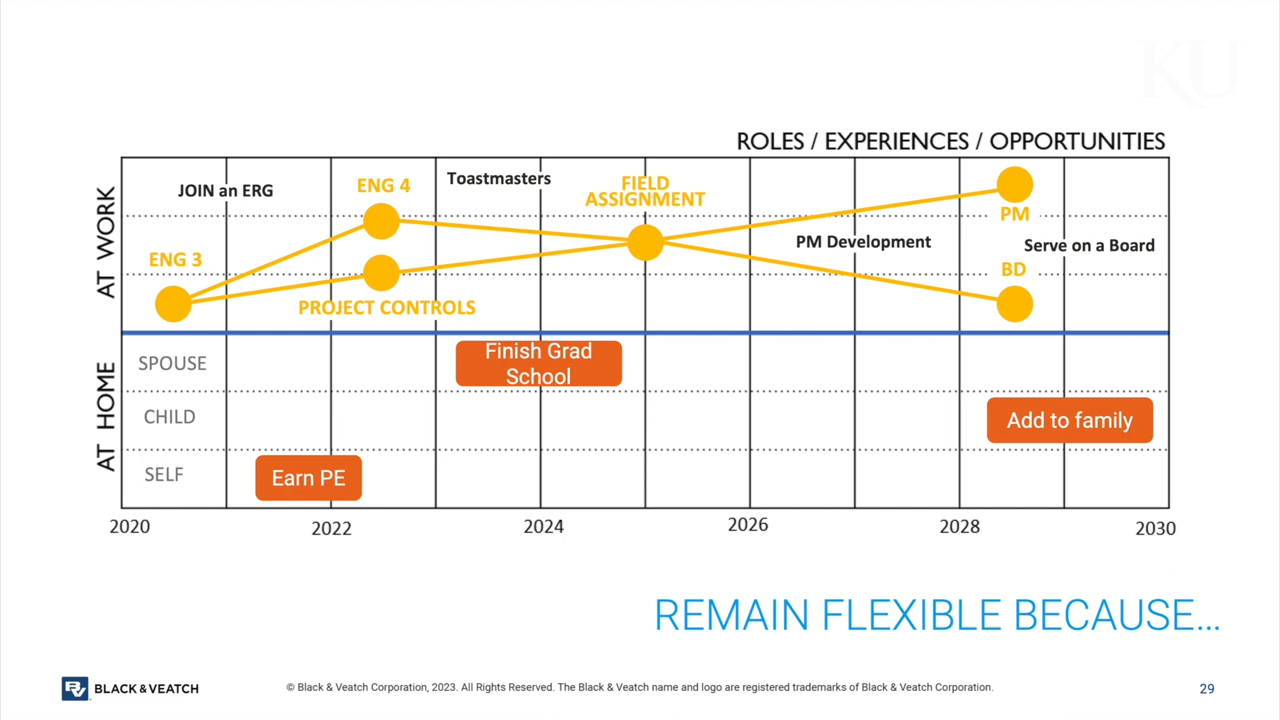 KU
ROLES / EXPERIENCES / OPPORTUNITIES
AT WORK
JOIN an ERG
ENG 4
Toastmasters
FIELD
ASSIGNMENT
PM
ENG 3
PM Development
Serve on a Board
BD
PROJECT CONTROLS
AT HOME
SPOUSE
Finish Grad
School
CHILD
Add to family
SELF
Earn PE
2020
2022
2024
2026
2028
2030
REMAIN FLEXIBLE BECAUSE...
BV BLACK & VEATCH
© Black & Veatch Corporation, 2023. All Rights Reserved. The Black & Veatch name and logo are registered trademarks of Black & Veatch Corporation.
29